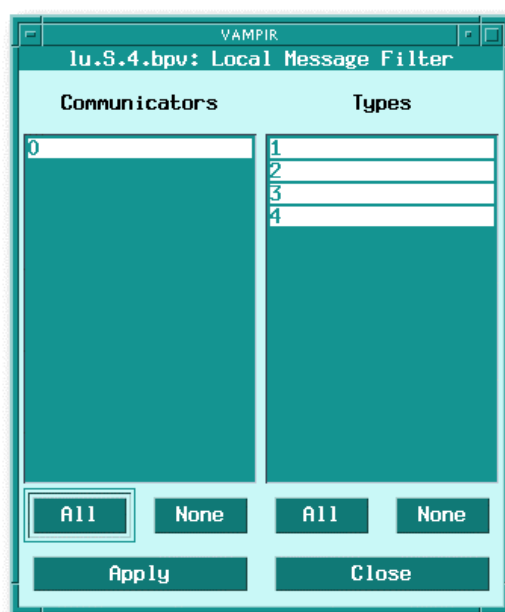 VAMPIR
lu.S.4.bpv: Local Message Filter
Communicators
Types
0
1
2
3
4
All
None
All
None
Apply
Close